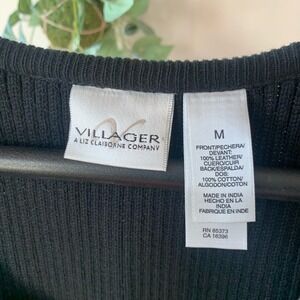 VILLAGER
A LIZ CLAIBORNE COMPANY
M
FRONT/PECHERA/
DEVANT
100% LEATHER/
CUERO/CUIR
BACK/ESPALDA/
DOS:
100% COTTON/
ALGODON/COTON
MADE IN INDIA
HECHO EN LA
INDIA
FABRIQUE EN INDE
RN 65373
CA 16396